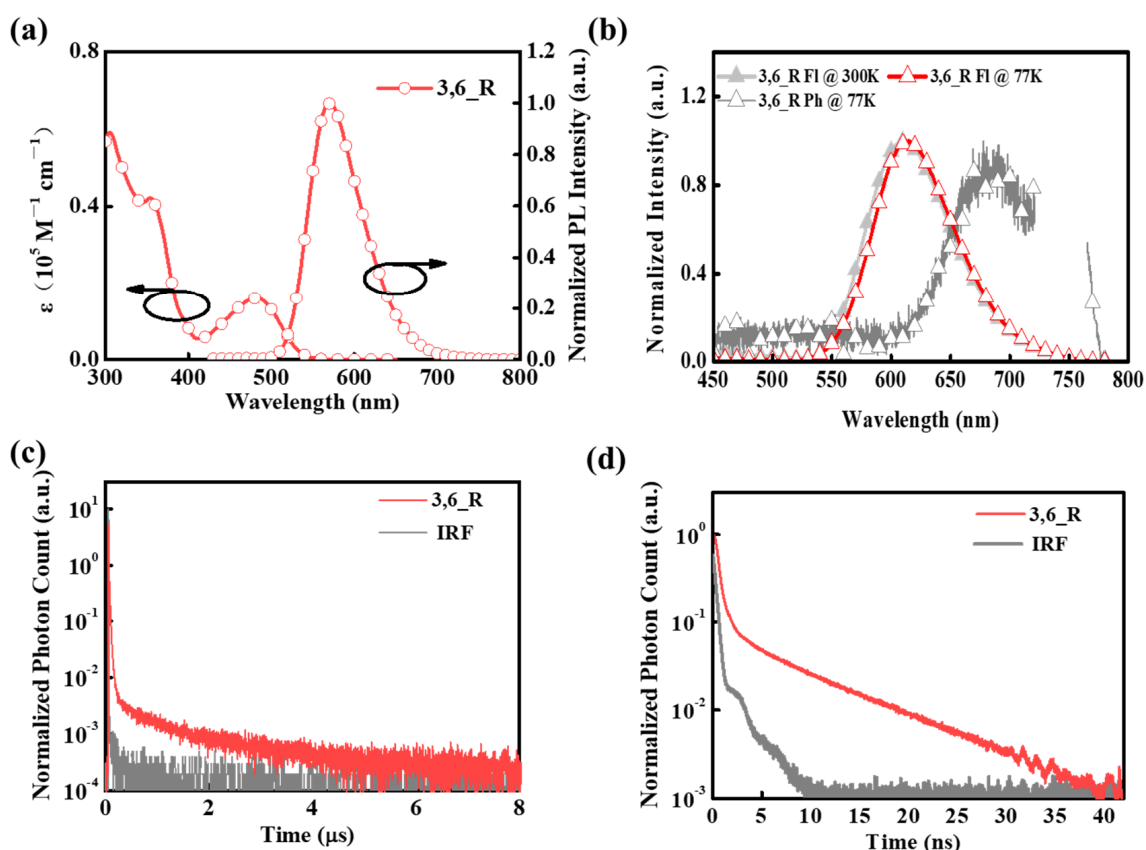 (a)
0.8
0.4
0.0
ε (10⁵ M⁻¹ cm⁻¹)
3,6_R
1.2
1.0
0.8
0.6
0.4
0.2
0.0
Normalized PL Intensity (a.u.)
300 400 500 600 700 800
Wavelength (nm)
(b)
Normalized Intensity (a.u.)
1.2
0.8
0.4
0.0
3,6_R Fl @ 300K 3,6_R Fl @ 77K
3,6_R Ph @ 77K
450 500 550 600 650 700 750 800
Wavelength (nm)
(c)
Normalized Photon Count (a.u.)
10¹
10⁰
10⁻¹
10⁻²
10⁻³
10⁻⁴
3,6_R
IRF
0 2 4 6 8
Time (μs)
(d)
Normalized Photon Count (a.u.)
10⁰
10⁻¹
10⁻²
10⁻³
3,6_R
IRF
0 5 10 15 20 25 30 35 40
Time (ns)